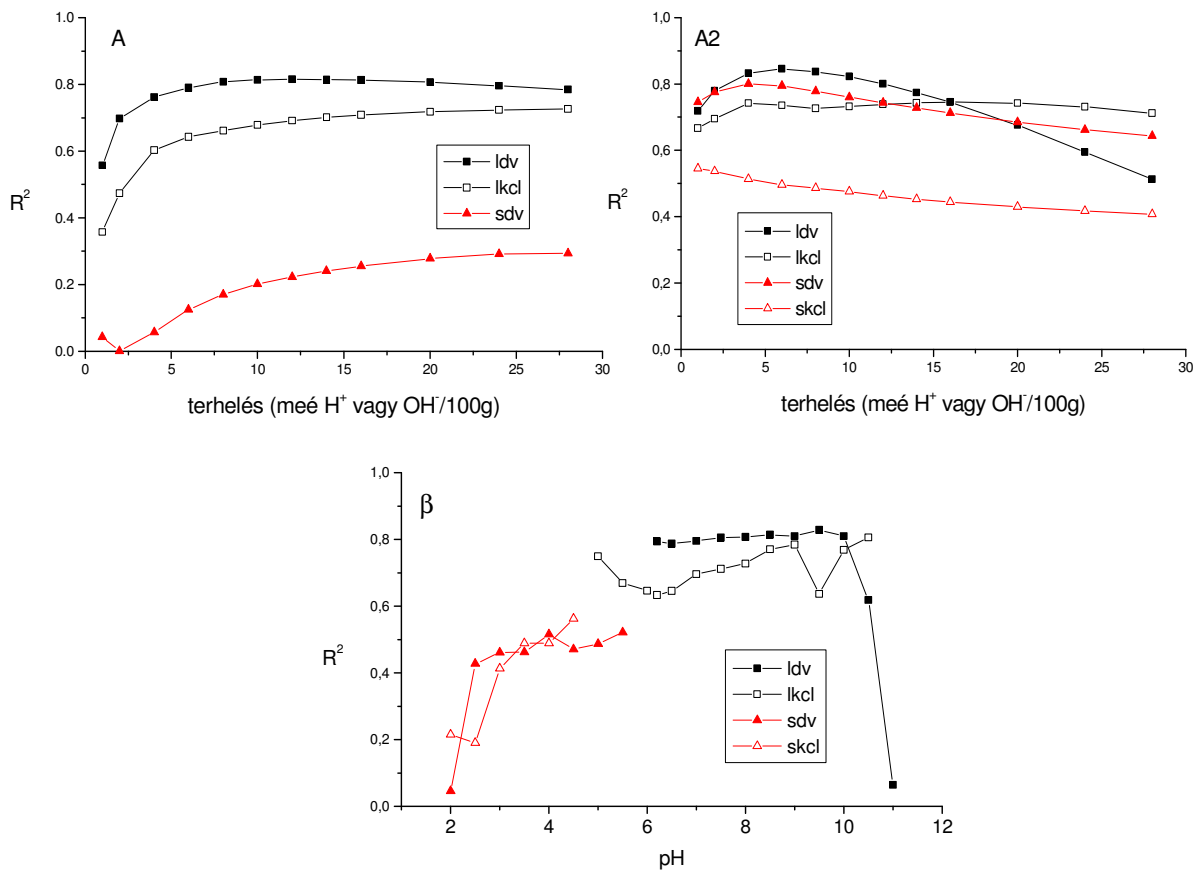 A
1.0
0.8
0.6
0.4
0.2
0.0
R²
ldv
lkcl
sdv
0 5 10 15 20 25 30
terhelés (meé H⁺ vagy OH⁻/100g)
A2
1,0
0,8
0,6
0,4
0,2
0,0
R²
ldv
lkcl
sdv
skcl
0 5 10 15 20 25 30
terhelés (meé H⁺ vagy OH⁻/100g)
β
1,0
0,8
0,6
0,4
0,2
0,0
R²
ldv
lkcl
sdv
skcl
2 4 6 8 10 12
pH